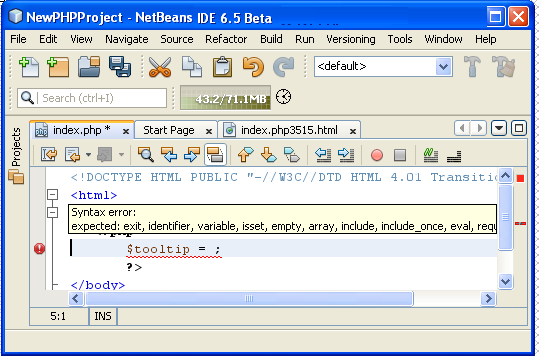 NewPHPProject - NetBeans IDE 6.5 Beta
File Edit View Navigate Source Refactor Build Run Versioning Tools Window Help
<default>
Search (ctrl+I)
43.2/71.1MB
Projects
index.php * Start Page index.php3515.html
<!DOCTYPE HTML PUBLIC "-//W3C//DTD HTML 4.01 Transitio
<html>
Syntax error:
expected: exit, identifier, variable, isset, empty, array, include, include_once, eval, requ
$tooltip = ;
?>
</body>
5:1 INS